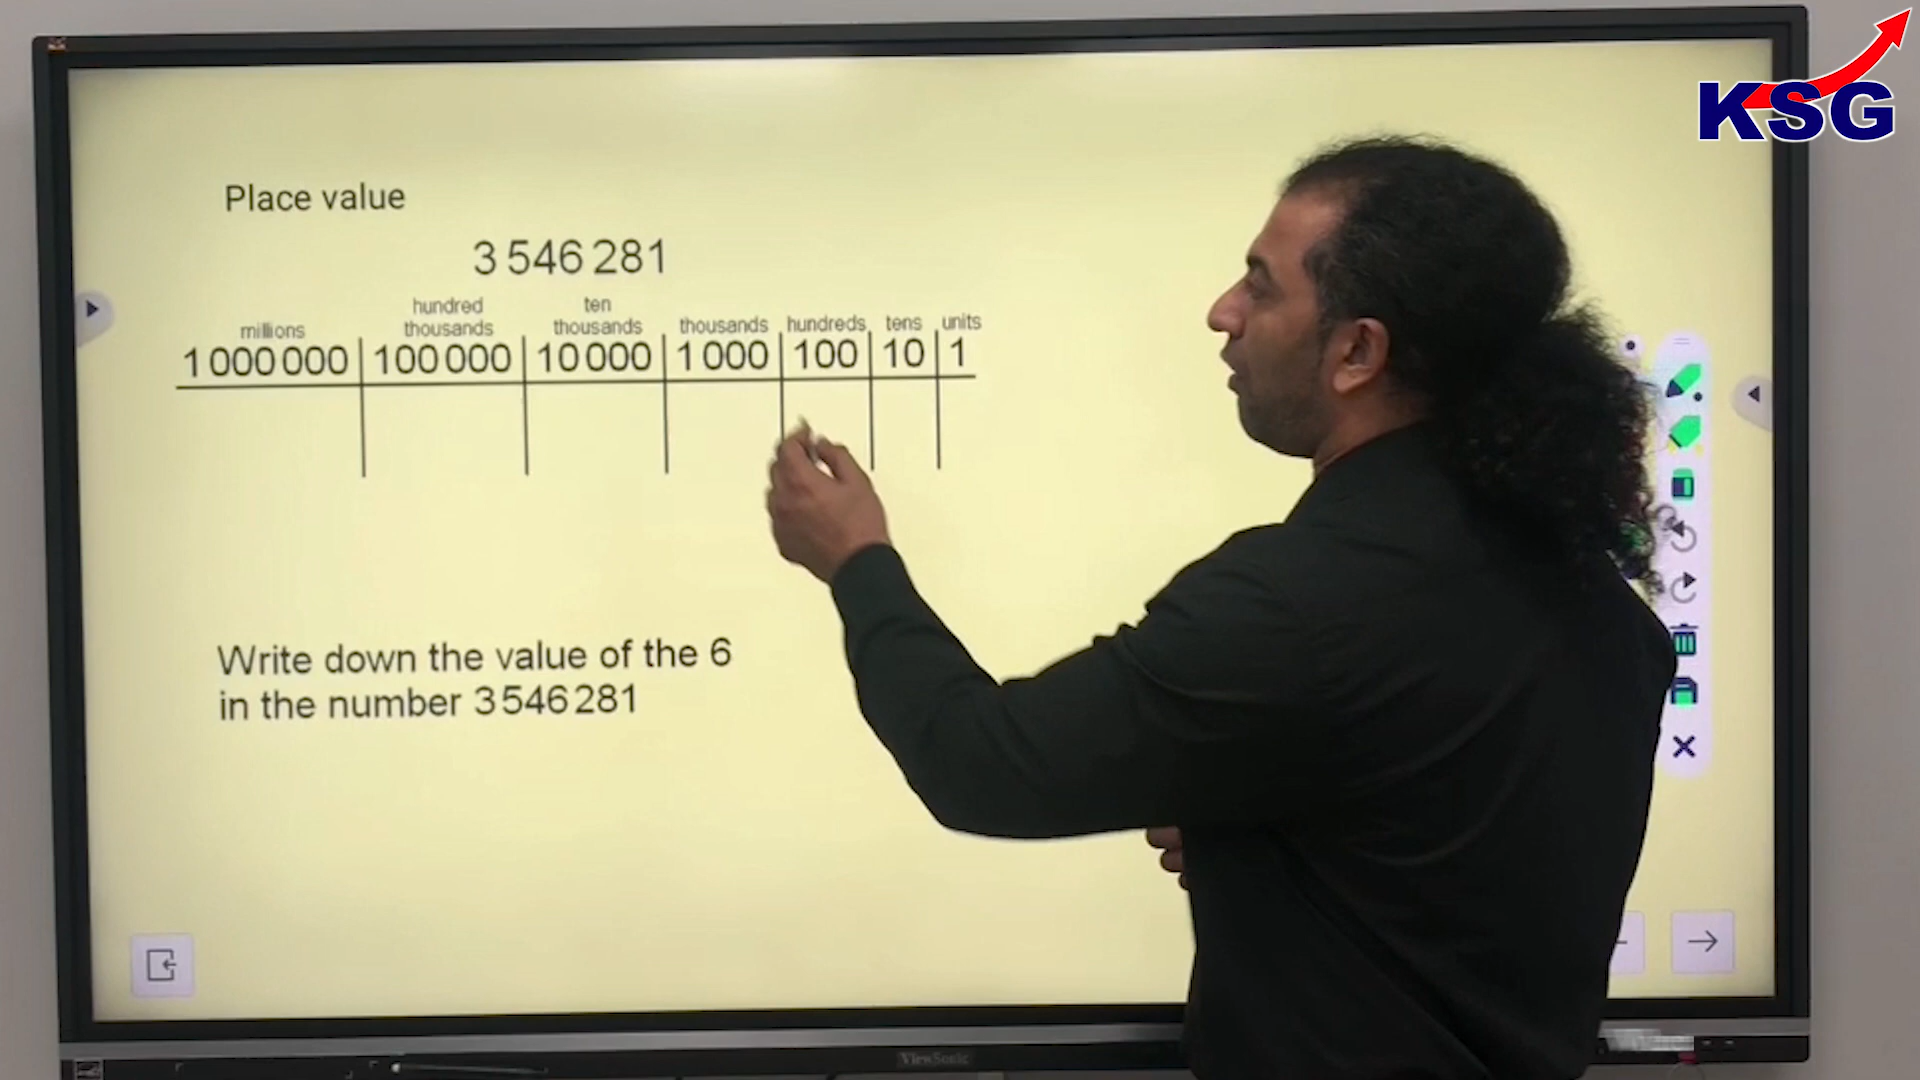 KSG
Place value
3 546 281
millions hundred thousands ten thousands thousands hundreds tens units
1 000 000 100 000 10 000 1 000 100 10 1
Write down the value of the 6
in the number 3 546 281
ViewSonic